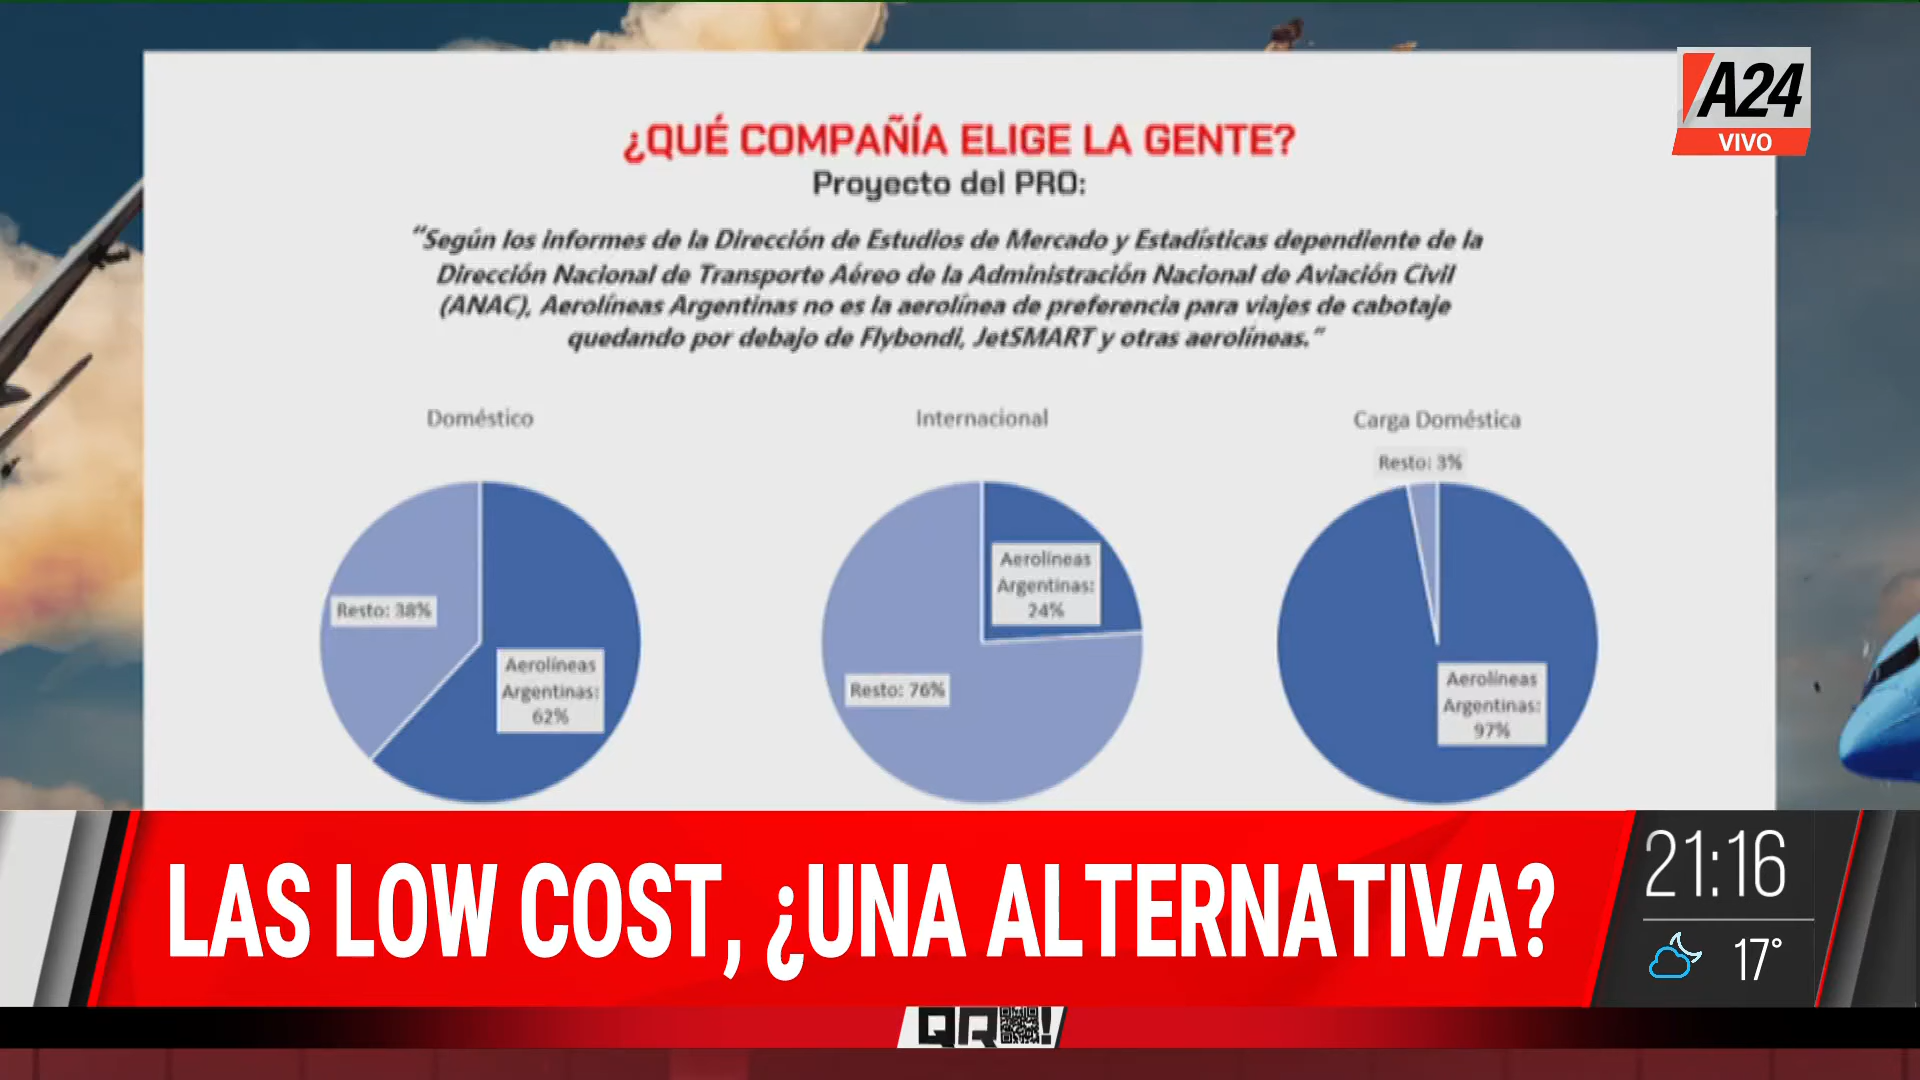 A24
VIVO
¿QUÉ COMPAÑÍA ELIGE LA GENTE?
Proyecto del PRO:
“Según los informes de la Dirección de Estudios de Mercado y Estadísticas dependiente de la
Dirección Nacional de Transporte Aéreo de la Administración Nacional de Aviación Civil
(ANAC), Aerolíneas Argentinas no es la aerolínea de preferencia para viajes de cabotaje
quedando por debajo de Flybondi, JetSMART y otras aerolíneas.”
Doméstico
Resto: 38%
Aerolíneas
Argentinas:
62%
Internacional
Aerolíneas
Argentinas:
24%
Resto: 76%
Carga Doméstica
Resto: 3%
Aerolíneas
Argentinas:
97%
LAS LOW COST, ¿UNA ALTERNATIVA?
21:16
17°
QR!